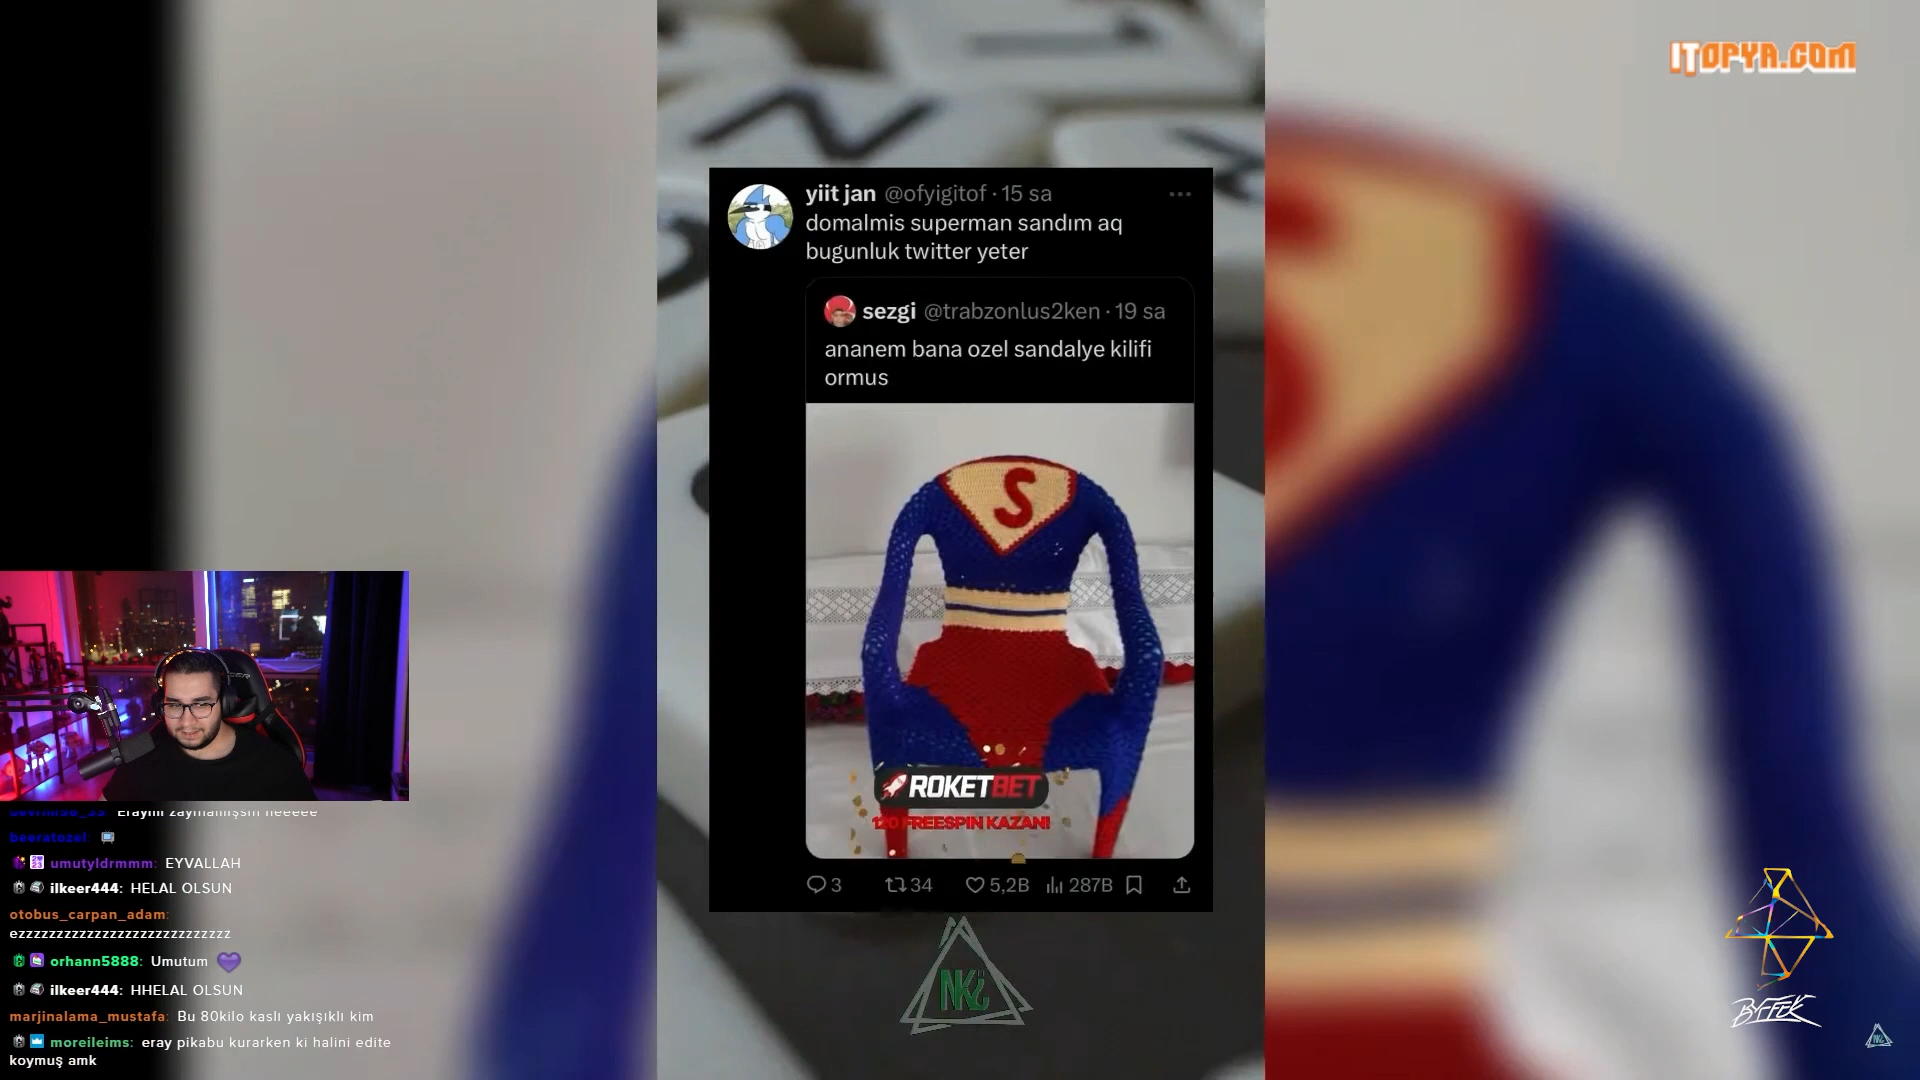 ITOPYA.COM
yiit jan @ofyigitof · 15 sa
domalmis superman sandım aq
bugunluk twitter yeter
sezgi @trabzonlus2ken · 19 sa
ananem bana ozel sandalye kilifi
ormus
S
ROKETBET
120 FREESPIN KAZAN!
3 34 5,2B 287B
beeratozel:
umutyldrmmm: EYVALLAH
ilkeer444: HELAL OLSUN
otobus_carpan_adam:
ezzzzzzzzzzzzzzzzzzzzzzzzzzzz
orhann5888: Umutum
ilkeer444: HHELAL OLSUN
marjinalama_mustafa: Bu 80kilo kaslı yakışıklı kim
moreileims: eray pikabu kurarken ki halini edite
koymuş amk